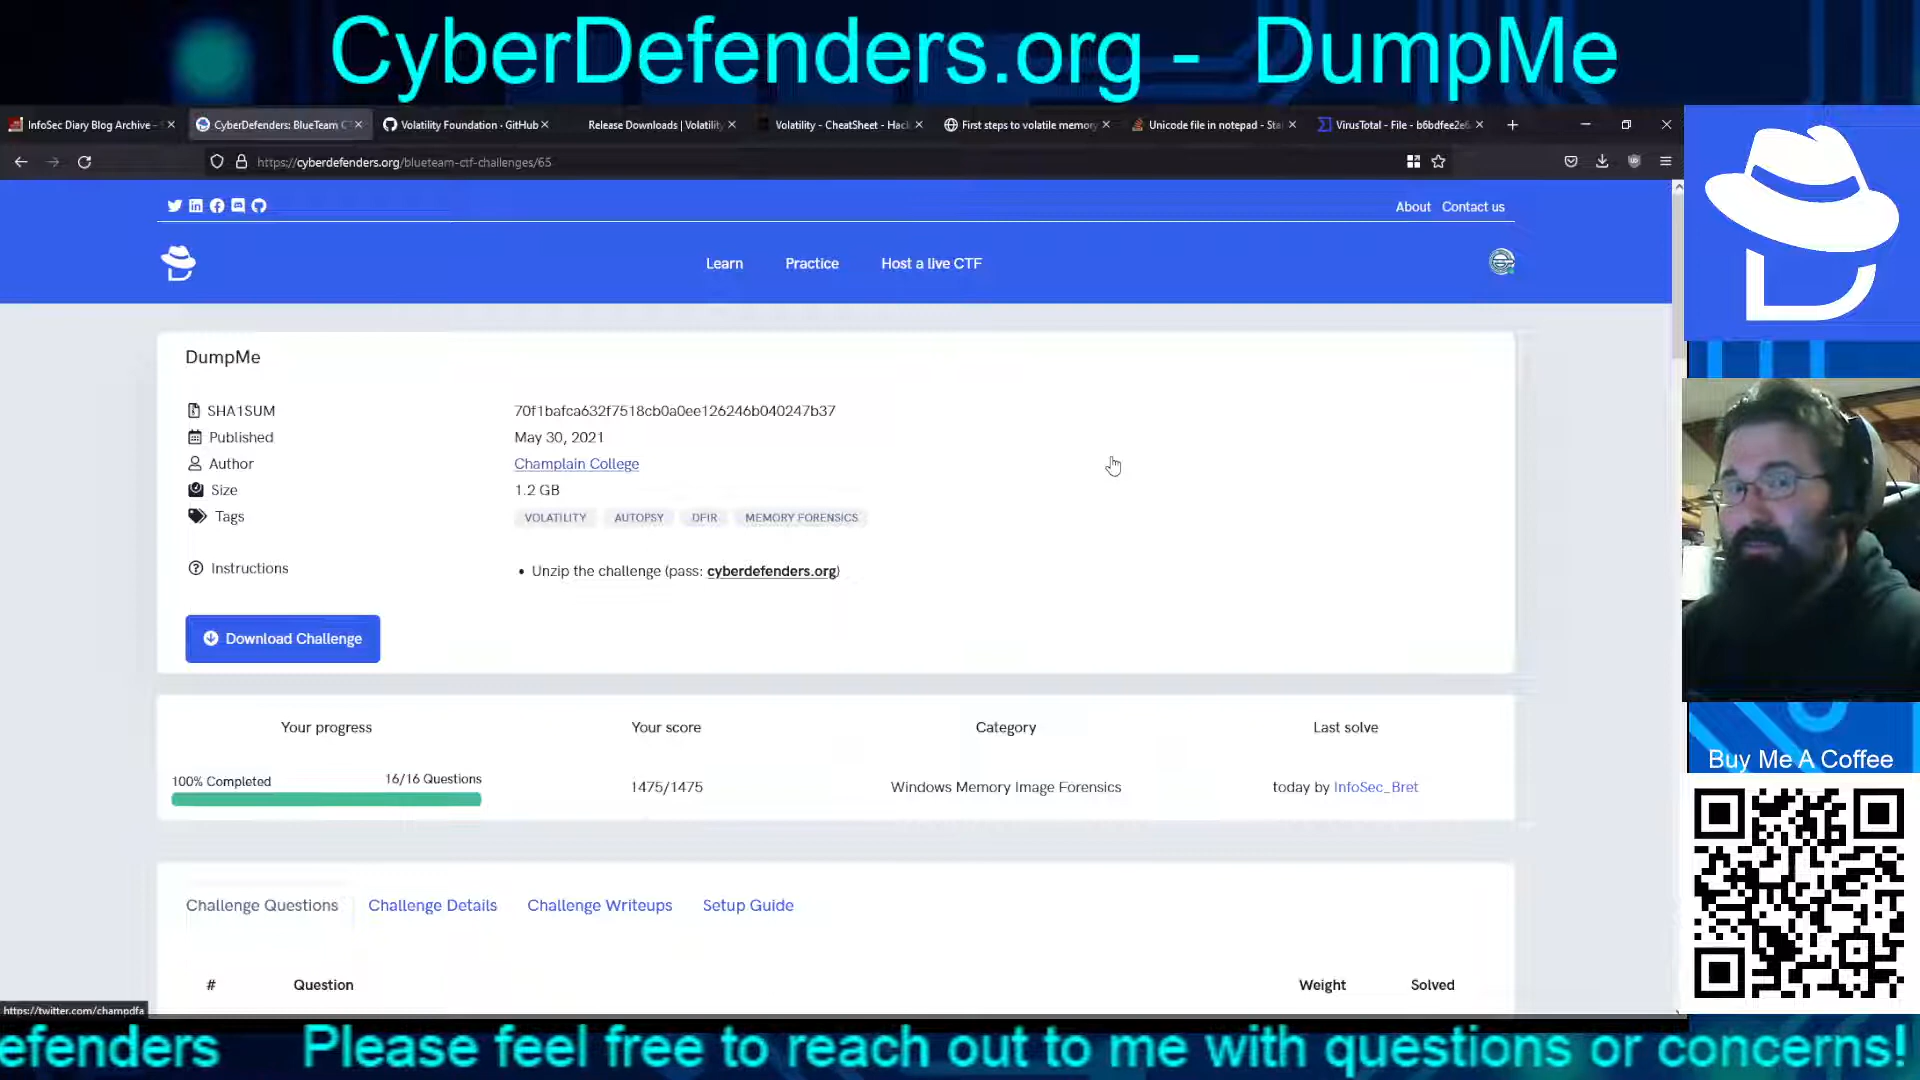 CyberDefenders.org - DumpMe
InfoSec Diary Blog Archive -
CyberDefenders: BlueTeam CT
Volatility Foundation · GitHub
Release Downloads | Volatility
Volatility - CheatSheet - Hack
First steps to volatile memory
Unicode file in notepad - Sta
VirusTotal - File - b6bdfee2e6
https://cyberdefenders.org/blueteam-ctf-challenges/65
About Contact us
Learn Practice Host a live CTF
DumpMe
SHA1SUM 70f1bafca632f7518cb0a0ee126246b040247b37
Published May 30, 2021
Author Champlain College
Size 1.2 GB
Tags VOLATILITY AUTOPSY DFIR MEMORY FORENSICS
Instructions • Unzip the challenge (pass: cyberdefenders.org)
Download Challenge
Your progress Your score Category Last solve
100% Completed 16/16 Questions 1475/1475 Windows Memory Image Forensics today by InfoSec_Bret
Buy Me A Coffee
Challenge Questions Challenge Details Challenge Writeups Setup Guide
# Question Weight Solved
https://twitter.com/champdfa
efenders Please feel free to reach out to me with questions or concerns!